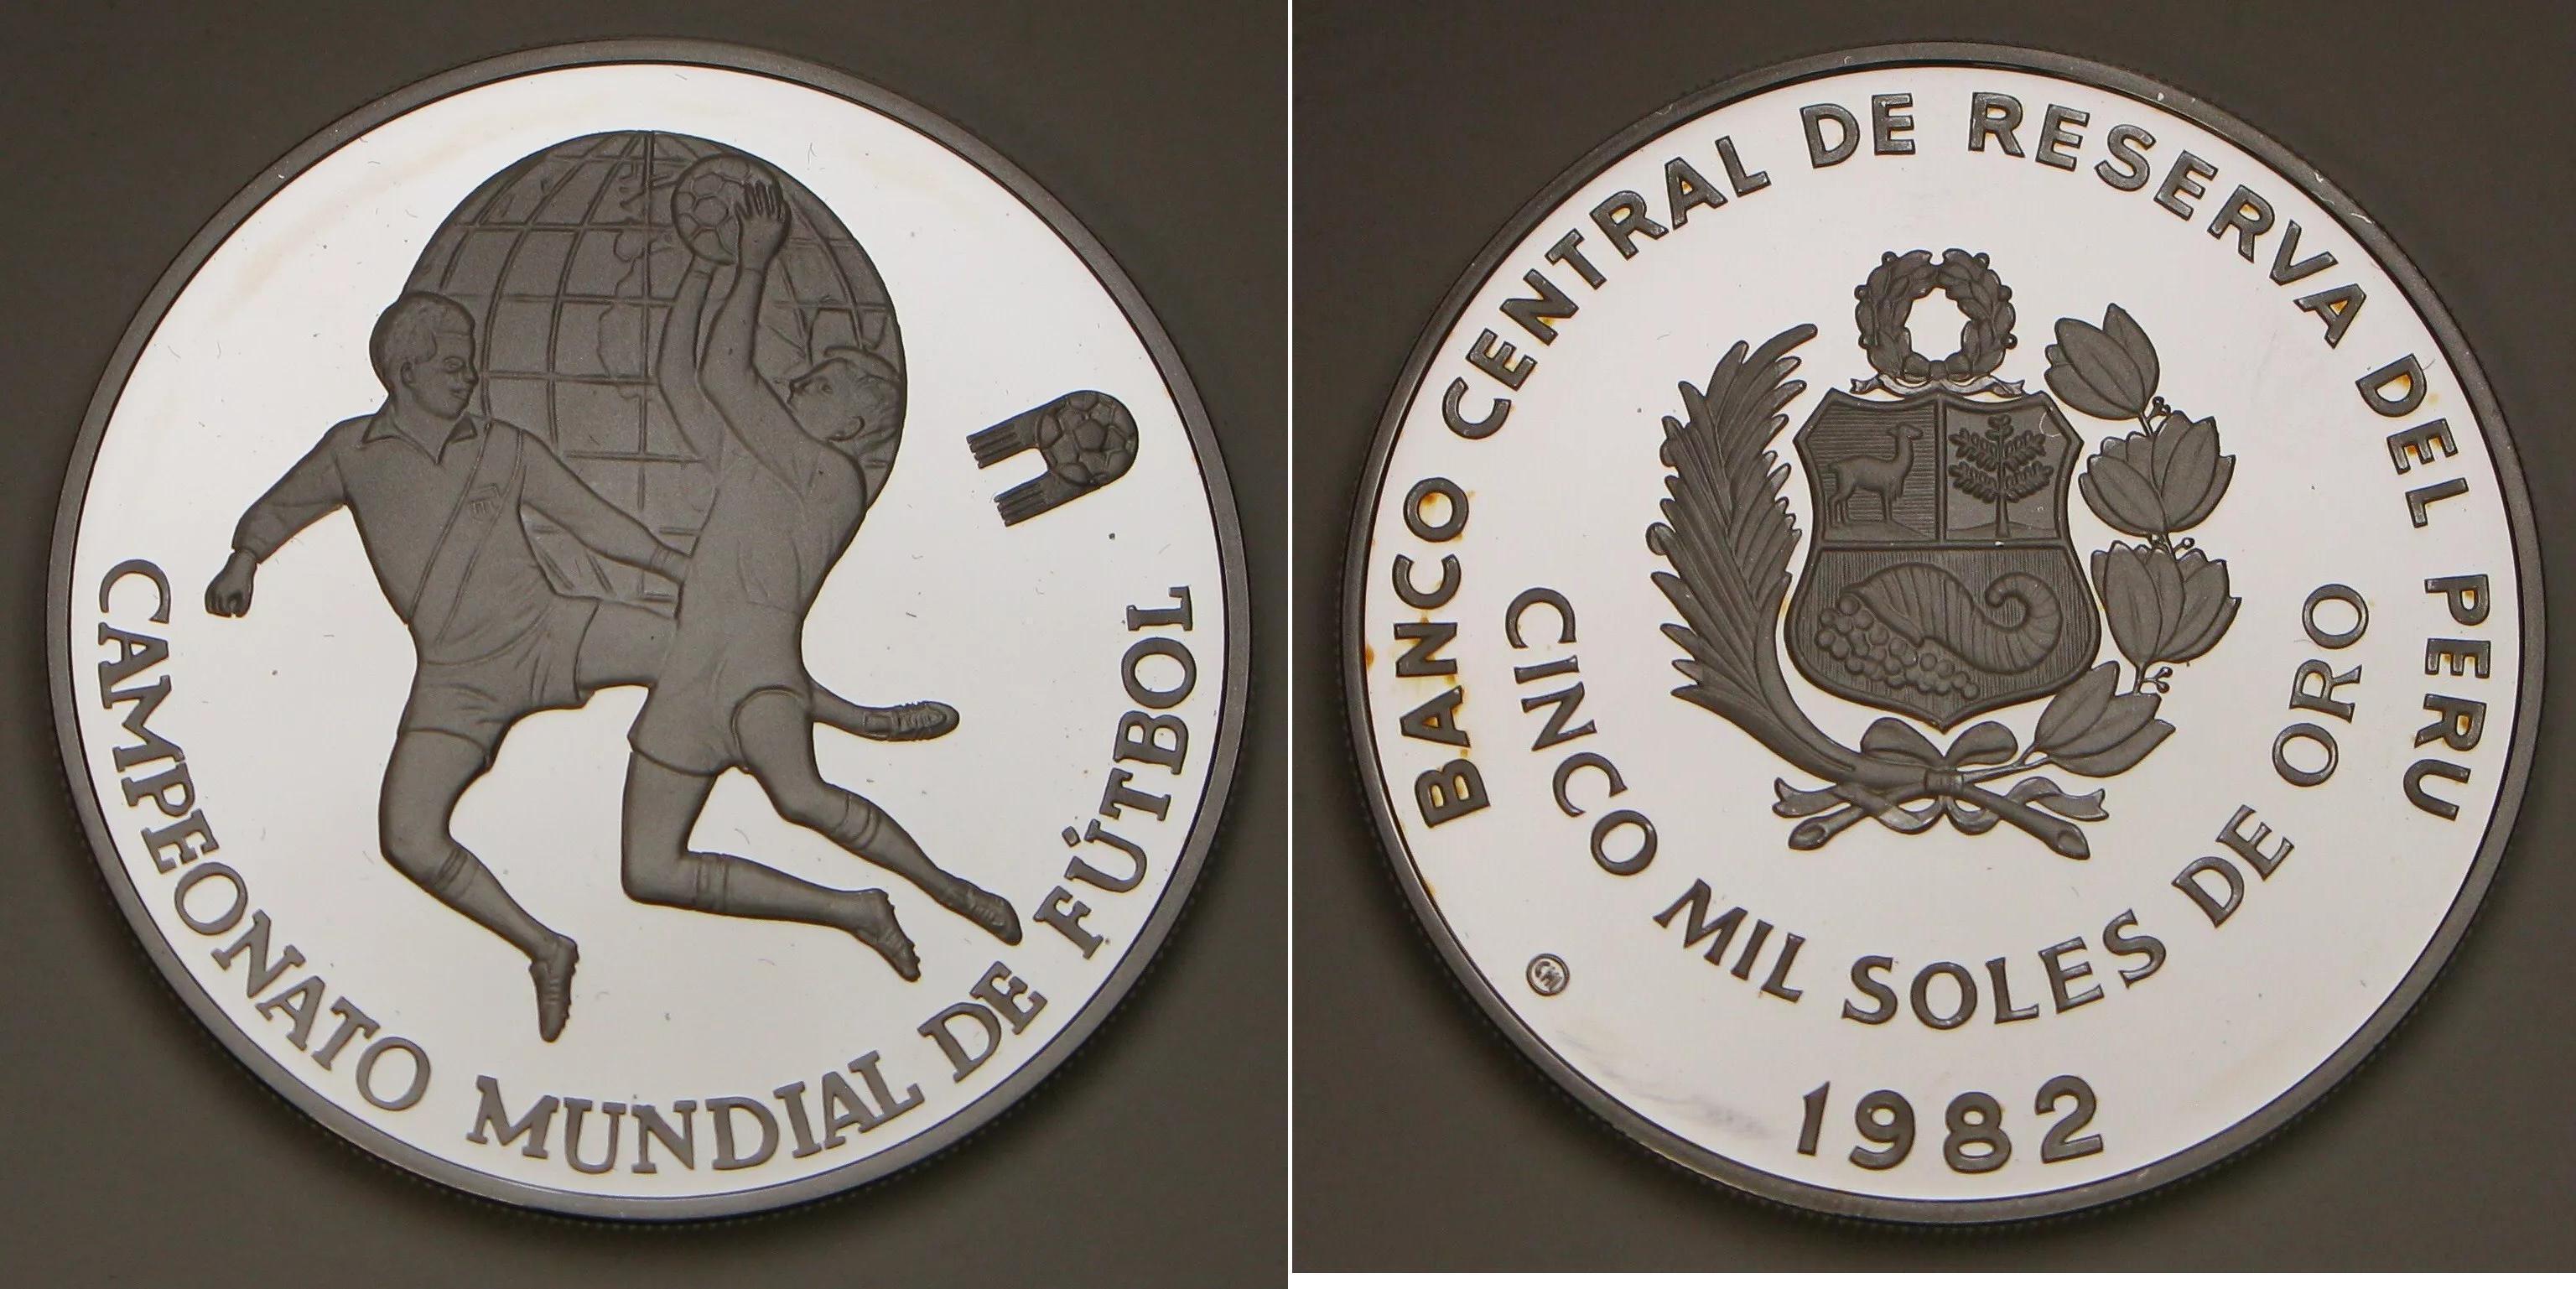 CAMPEONATO MUNDIAL DE FÚTBOL
BANCO CENTRAL DE RESERVA DEL PERU
CINCO MIL SOLES DE ORO
1982